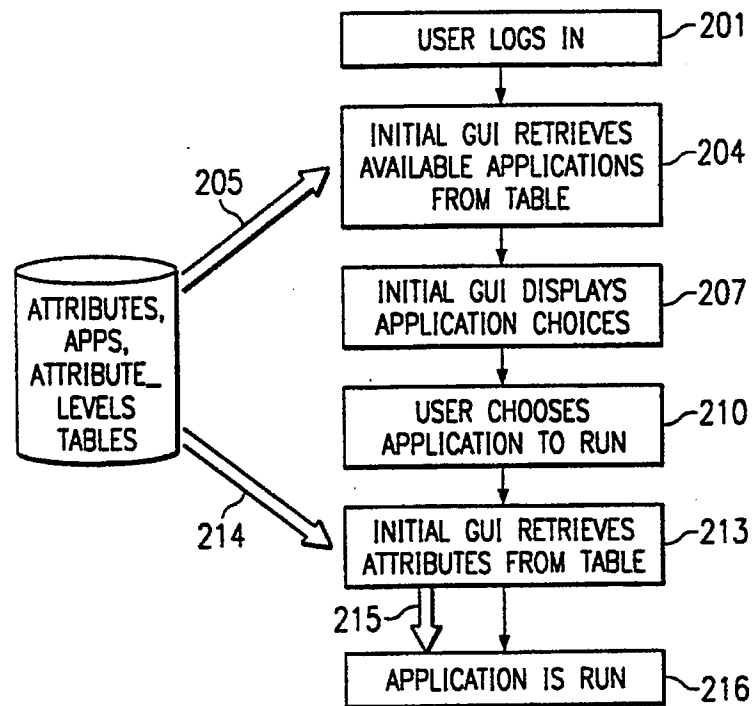 USER LOGS IN
201
INITIAL GUI RETRIEVES
AVAILABLE APPLICATIONS
FROM TABLE
204
205
INITIAL GUI DISPLAYS
APPLICATION CHOICES
207
ATTRIBUTES,
APPS,
ATTRIBUTE_
LEVELS
TABLES
USER CHOOSES
APPLICATION TO RUN
210
214
INITIAL GUI RETRIEVES
ATTRIBUTES FROM TABLE
213
215
APPLICATION IS RUN
216